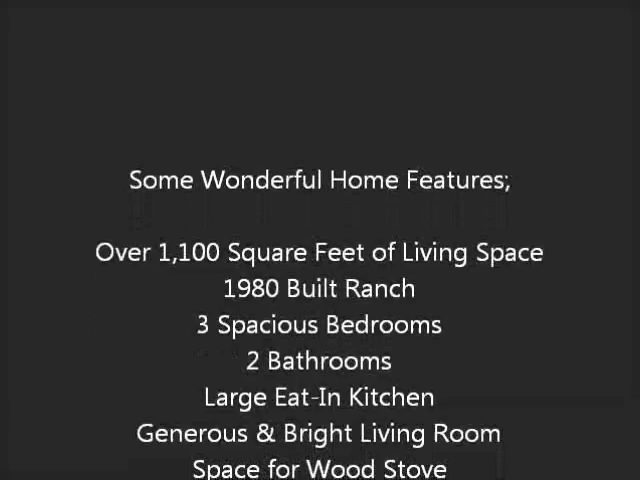 Some Wonderful Home Features;
Over 1,100 Square Feet of Living Space
1980 Built Ranch
3 Spacious Bedrooms
2 Bathrooms
Large Eat-In Kitchen
Generous & Bright Living Room
Space for Wood Stove